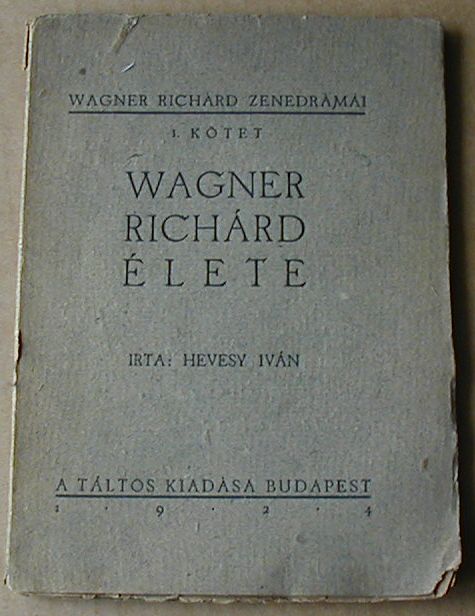 WAGNER RICHÁRD ZENEDRÁMÁI
1. KÖTET
WAGNER
RICHÁRD
ÉLETE
IRTA: HEVESY IVÁN
A TÁLTOS KIADÁSA BUDAPEST
1 · 9 · 2 · 4